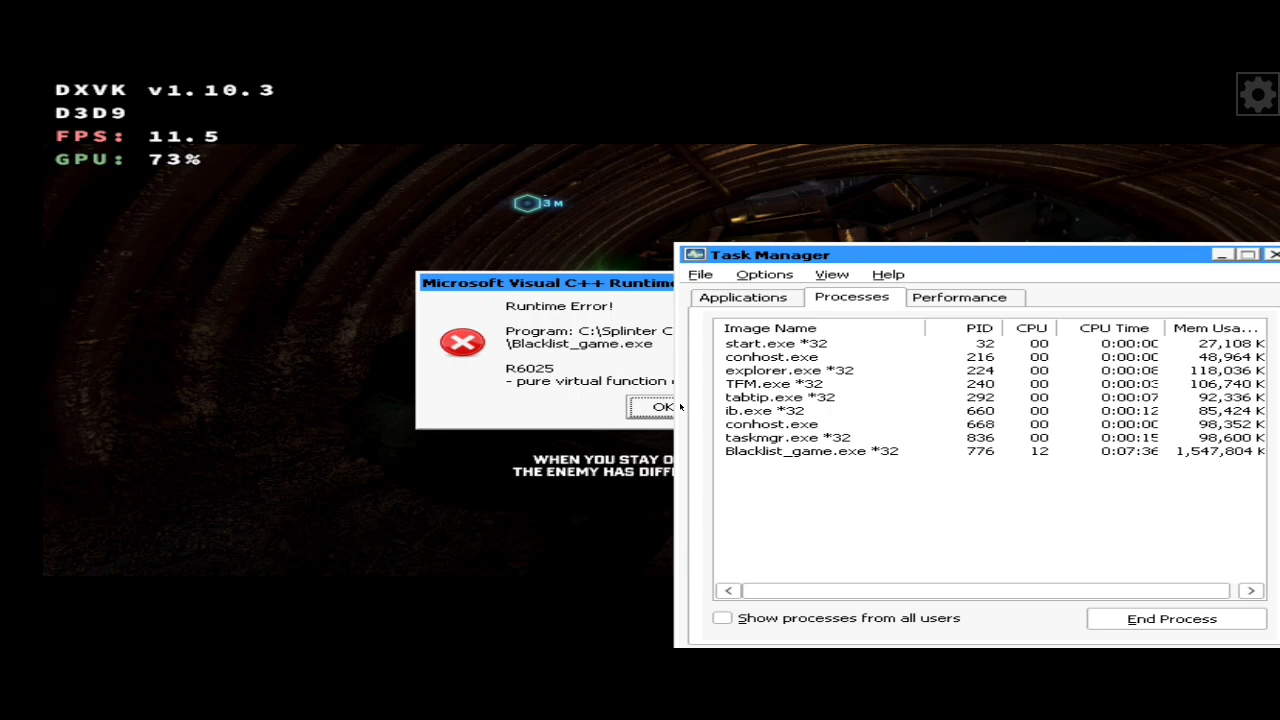 DXVK v1.10.3
D3D9
FPS: 11.5
GPU: 73%
3 M
Microsoft Visual C++ Runtime
Runtime Error!
Program: C:\Splinter C
\Blacklist_game.exe
R6025
- pure virtual function
OK
WHEN YOU STAY
THE ENEMY HAS
Task Manager
File Options View Help
Applications Processes Performance
Image Name PID CPU CPU Time Mem Usa...
start.exe *32 32 00 0:00:00 27,108 K
conhost.exe 216 00 0:00:00 48,964 K
explorer.exe *32 224 00 0:00:08 118,036 K
TFM.exe *32 240 00 0:00:03 106,740 K
tabtip.exe *32 292 00 0:00:07 92,336 K
ib.exe *32 660 00 0:00:12 85,424 K
conhost.exe 668 00 0:00:00 98,352 K
taskmgr.exe *32 836 00 0:00:15 98,600 K
Blacklist_game.exe *32 776 12 0:07:36 1,547,804 K
Show processes from all users
End Process